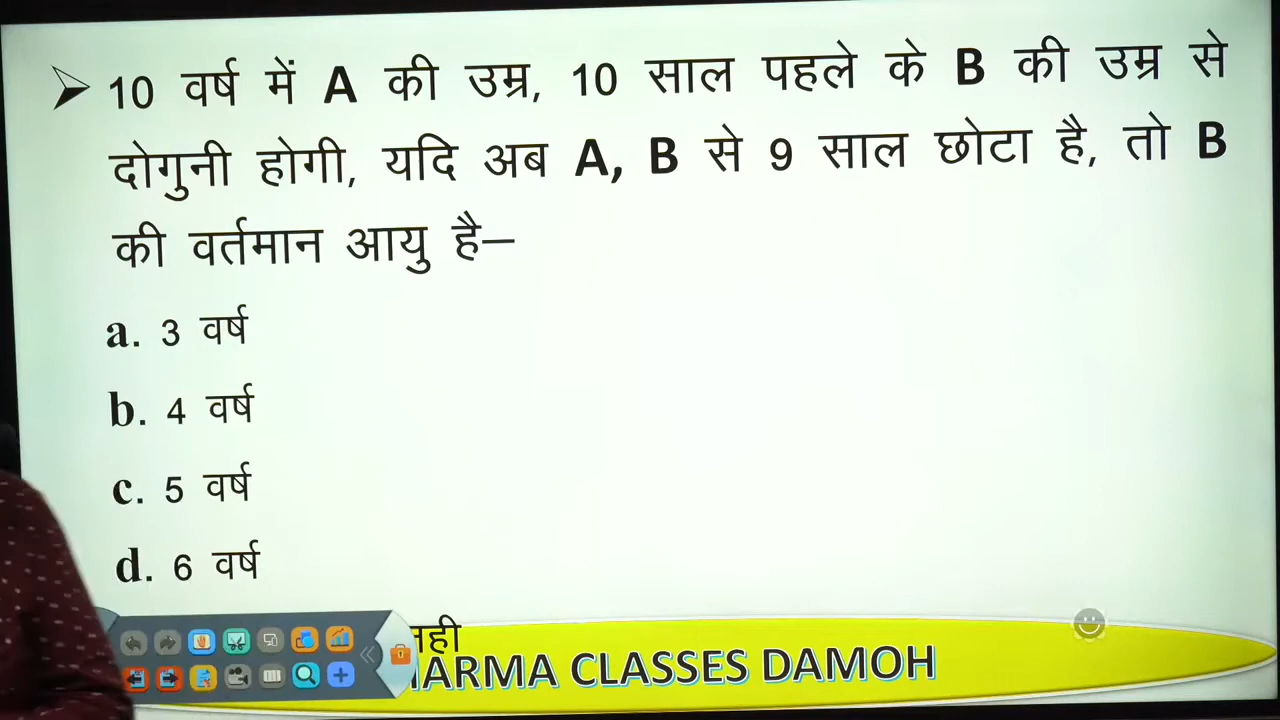 10 वर्ष में A की उम्र, 10 साल पहले के B की उम्र से
दोगुनी होगी, यदि अब A, B से 9 साल छोटा है, तो B
की वर्तमान आयु है–
a. 3 वर्ष
b. 4 वर्ष
c. 5 वर्ष
d. 6 वर्ष
CLASSES DAMOH